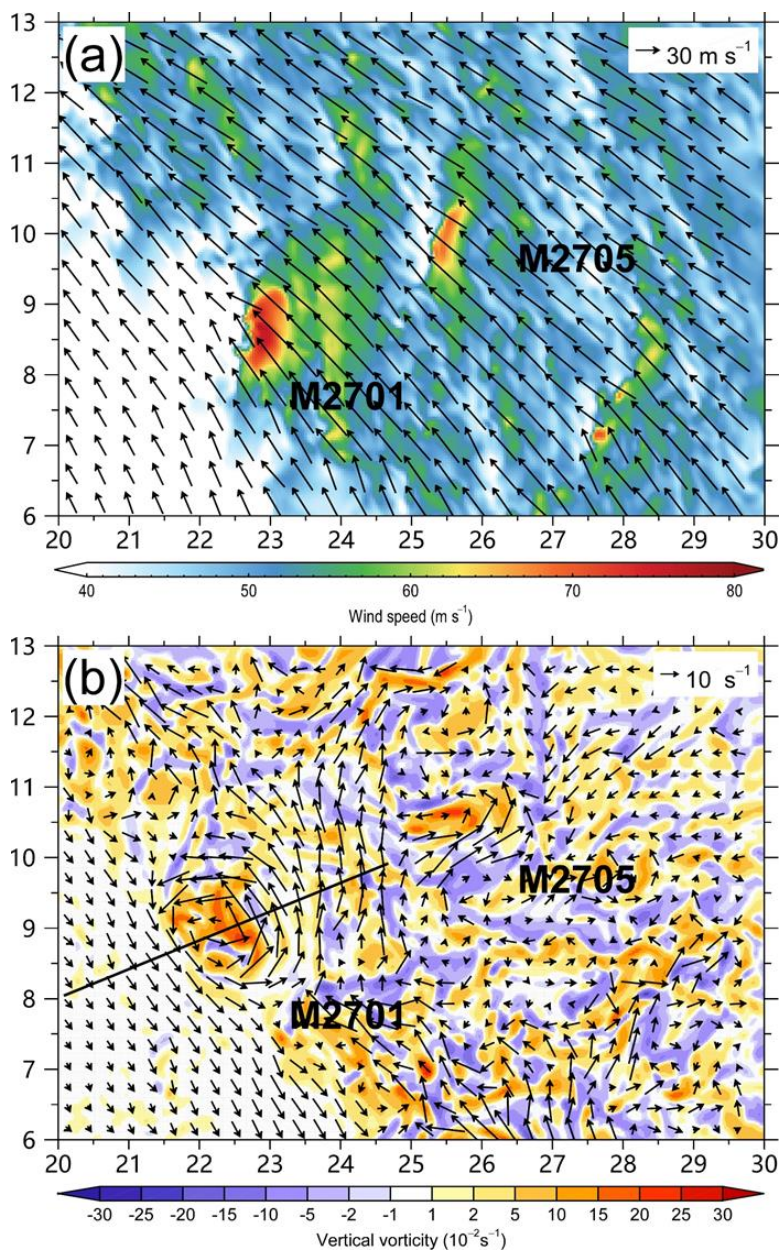 13
(a)
30 m s⁻¹
12
11
10
M2705
9
8
M2701
7
6
20 21 22 23 24 25 26 27 28 29 30
40 50 60 70 80
Wind speed (m s⁻¹)
13
(b)
10 s⁻¹
12
11
10
M2705
9
8
M2701
7
6
20 21 22 23 24 25 26 27 28 29 30
-30 -25 -20 -15 -10 -5 -2 -1 1 2 5 10 15 20 25 30
Vertical vorticity (10⁻²s⁻¹)